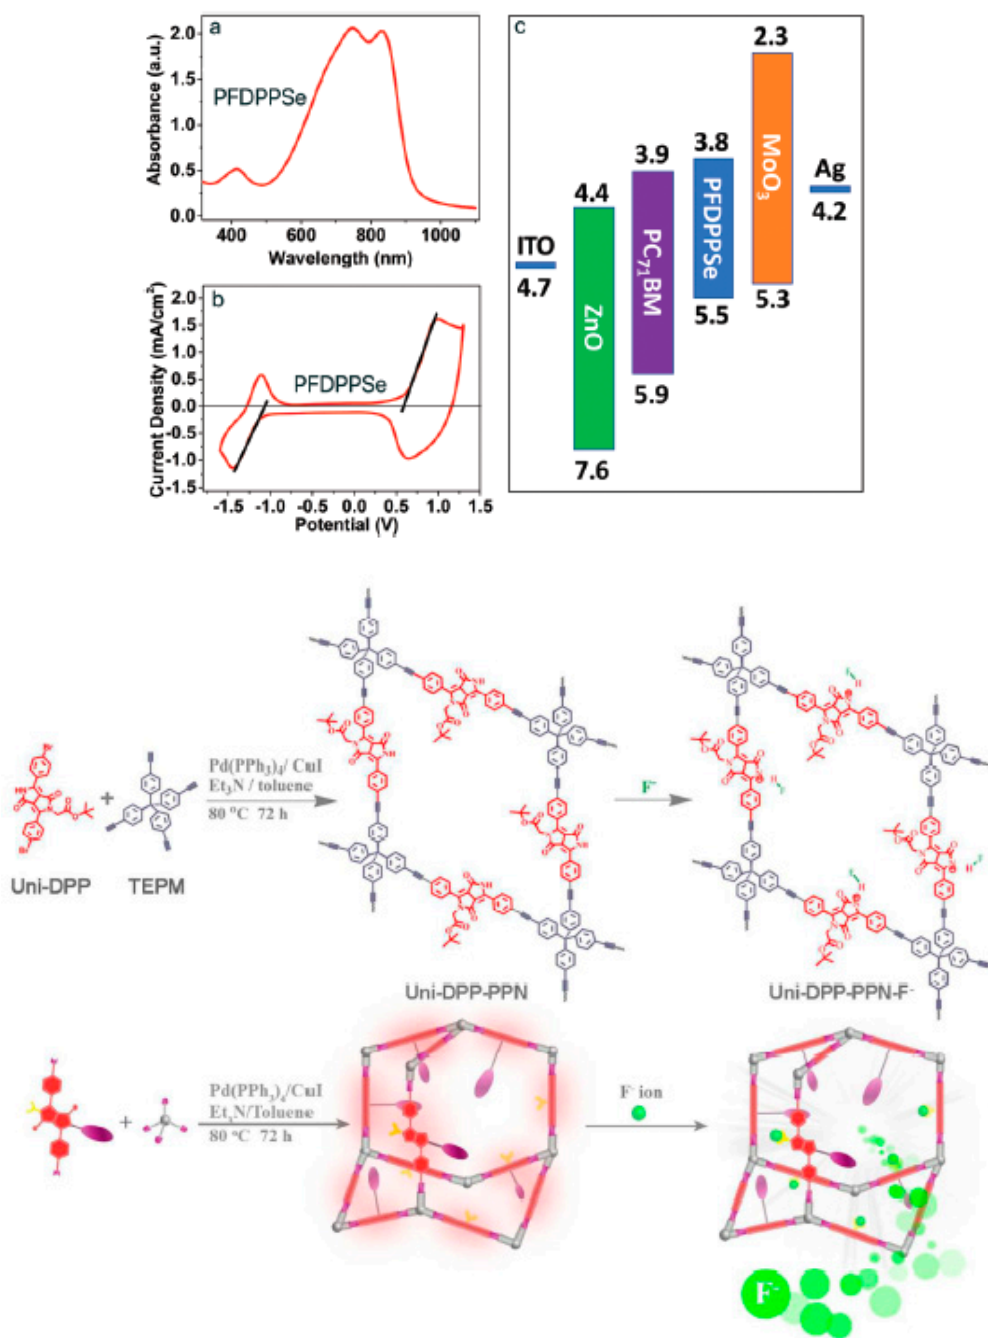 a
PFDPPSe
Absorbance (a.u.)
2.0
1.5
1.0
0.5
0.0
400 600 800 1000
Wavelength (nm)
b
PFDPPSe
Current Density (mA/cm²)
2.0
1.5
1.0
0.5
0.0
-0.5
-1.0
-1.5
-1.5 -1.0 -0.5 0.0 0.5 1.0 1.5
Potential (V)
c
2.3
3.8
3.9
4.4
MoO₃
Ag
4.2
PFDPPSe
PC₇₁BM
ITO
4.7
ZnO
5.3
5.5
5.9
7.6
Uni-DPP
+
TEPM
Pd(PPh₃)₄/ CuI
Et₃N / toluene
80 °C 72 h
Uni-DPP-PPN
F⁻
Uni-DPP-PPN-F⁻
+
Pd(PPh₃)₄/CuI
Et₃N/Toluene
80 °C 72 h
F⁻ ion
F⁻